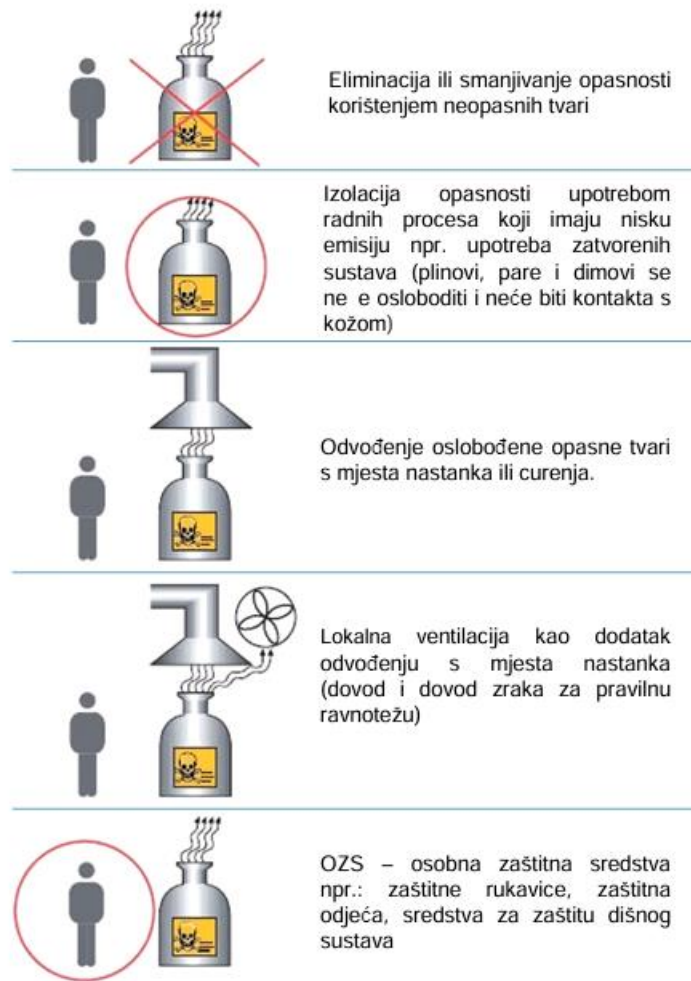 Eliminacija ili smanjivanje opasnosti
korištenjem neopasnih tvari
Izolacija opasnosti upotrebom
radnih procesa koji imaju nisku
emisiju npr. upotreba zatvorenih
sustava (plinovi, pare i dimovi se
ne e osloboditi i neće biti kontakta s
kožom)
Odvođenje oslobođene opasne tvari
s mjesta nastanka ili curenja.
Lokalna ventilacija kao dodatak
odvođenju s mjesta nastanka
(dovod i dovod zraka za pravilnu
ravnotežu)
OZS – osobna zaštitna sredstva
npr.: zaštitne rukavice, zaštitna
odjeća, sredstva za zaštitu dišnog
sustava